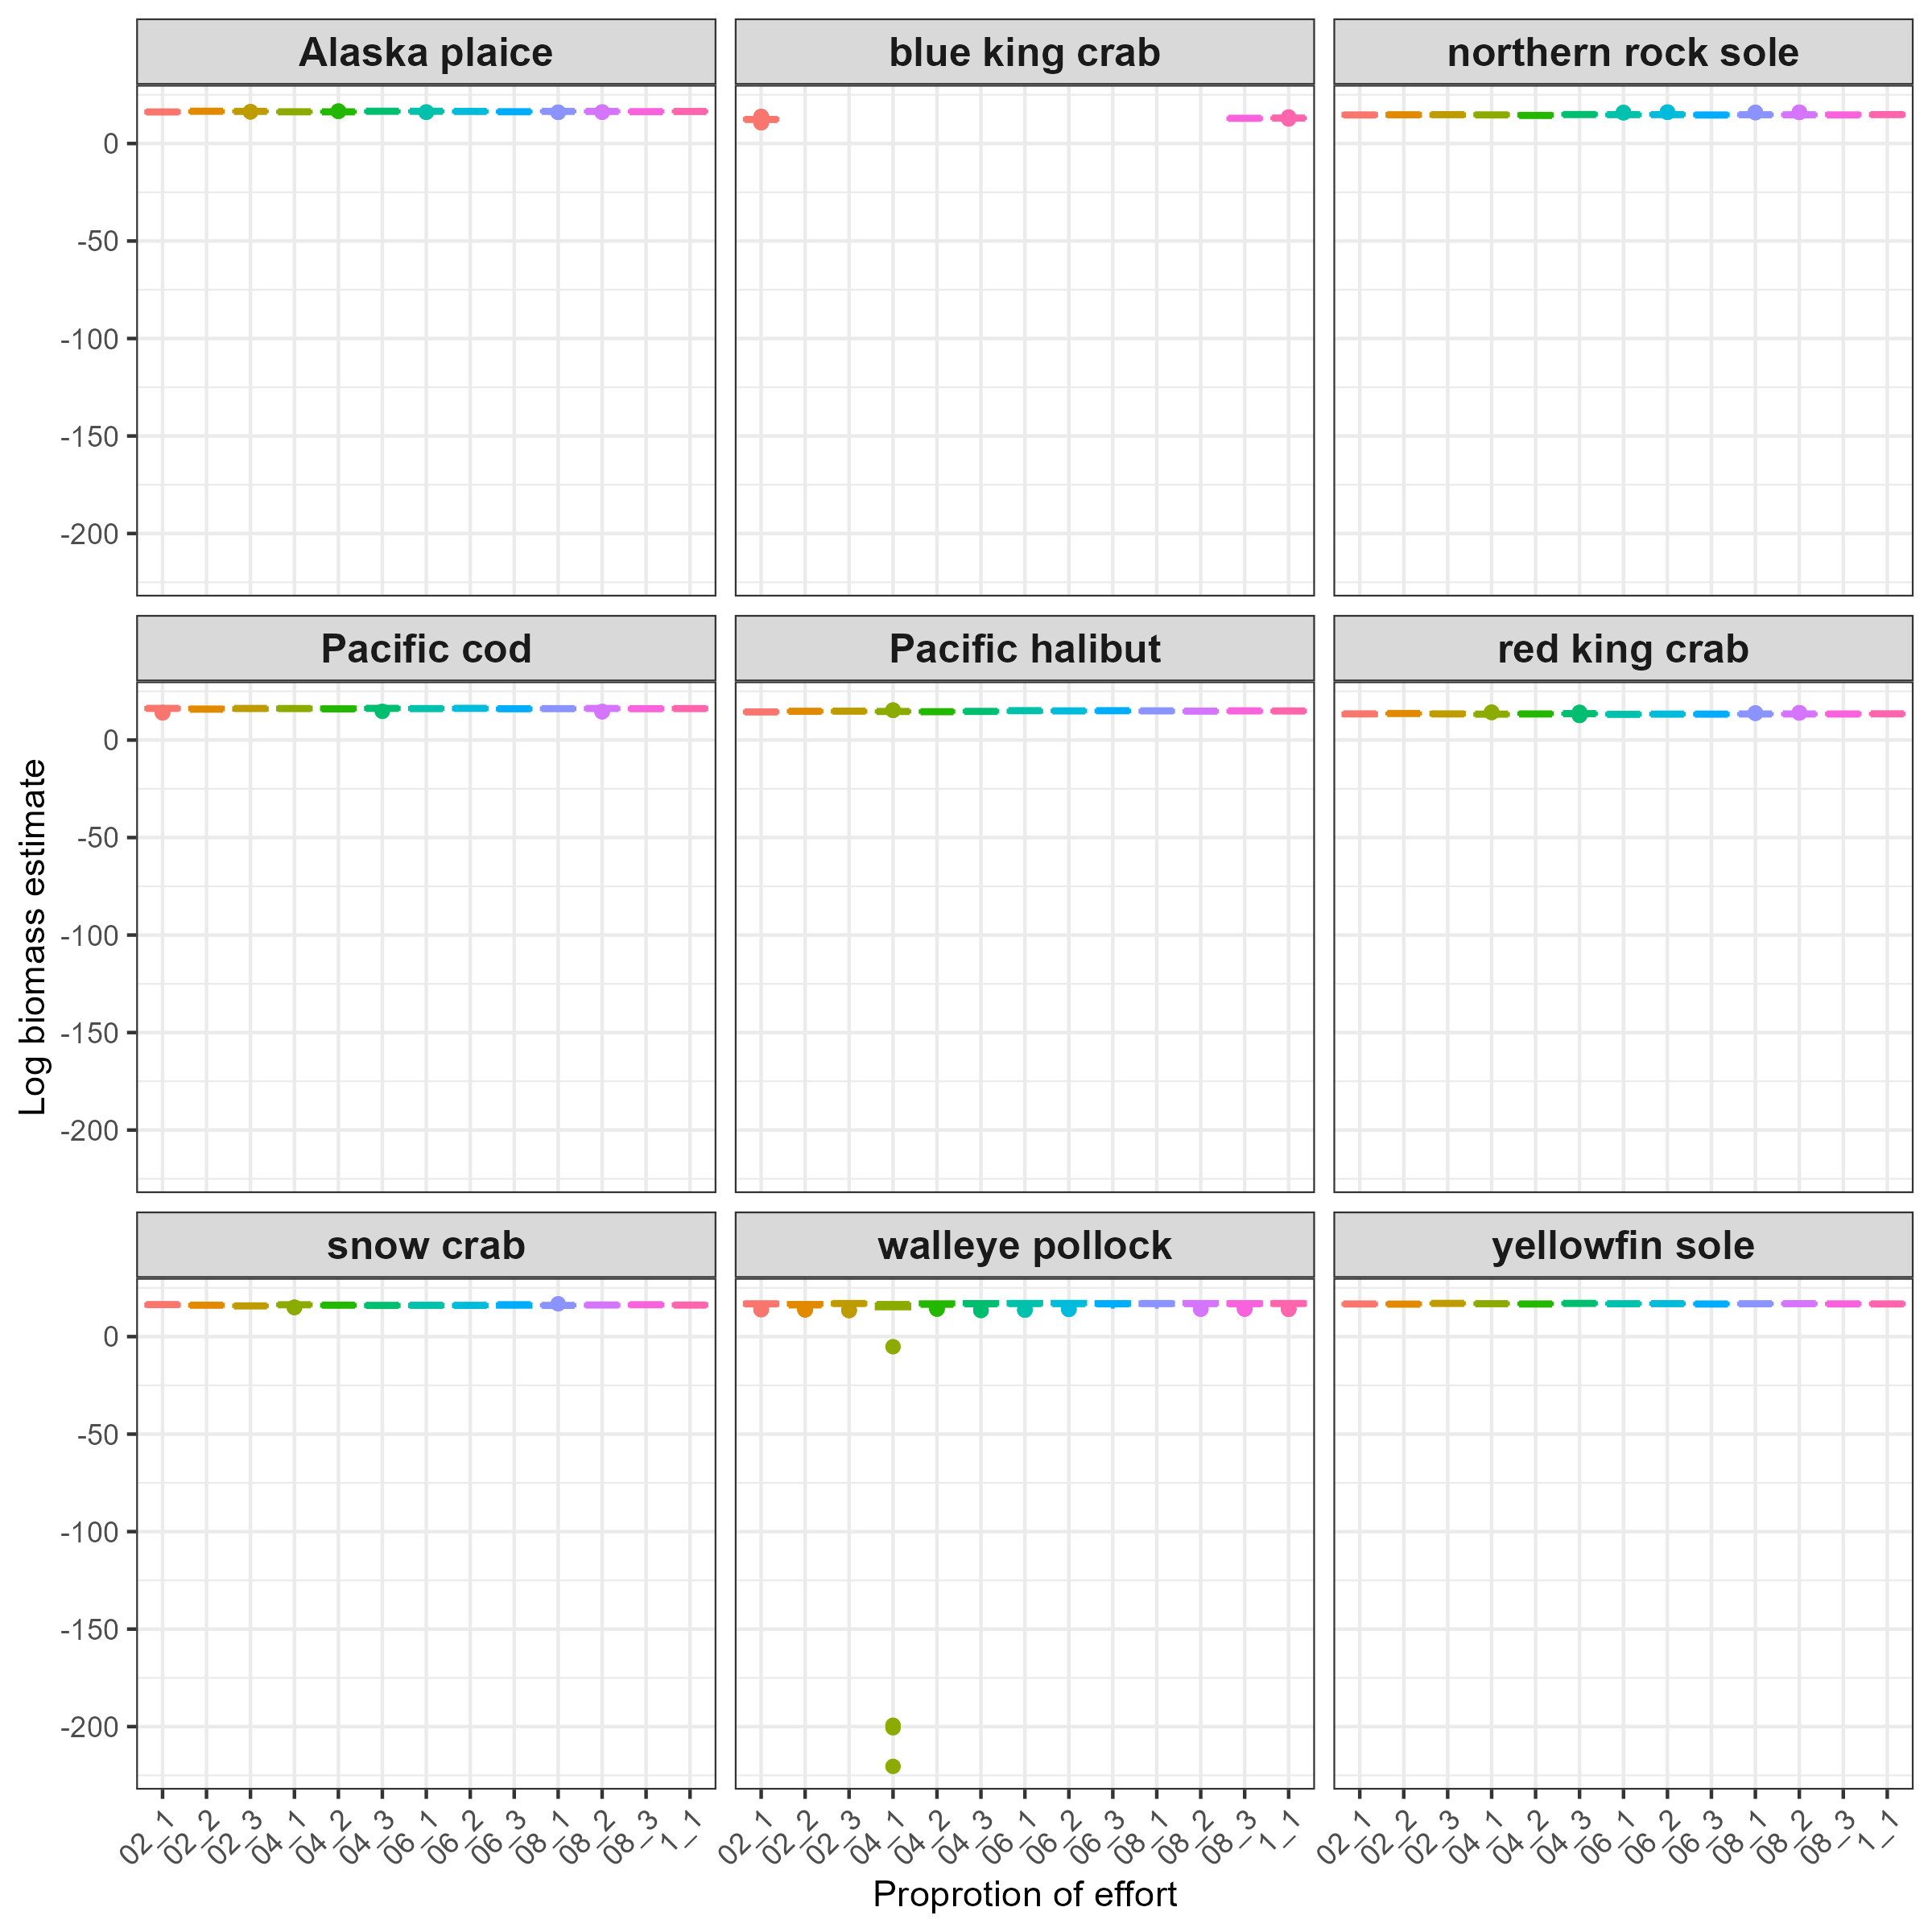 Alaska plaice blue king crab northern rock sole
0
-50
-100
-150
-200
Pacific cod Pacific halibut red king crab
0
-50
-100
-150
-200
Log biomass estimate
snow crab walleye pollock yellowfin sole
0
-50
-100
-150
-200
02_1 02_2 02_3 04_1 04_2 04_3 06_1 06_2 06_3 08_1 08_2 08_3 1_1 02_1 02_2 02_3 04_1 04_2 04_3 06_1 06_2 06_3 08_1 08_2 08_3 1_1 02_1 02_2 02_3 04_1 04_2 04_3 06_1 06_2 06_3 08_1 08_2 08_3 1_1
Proprotion of effort